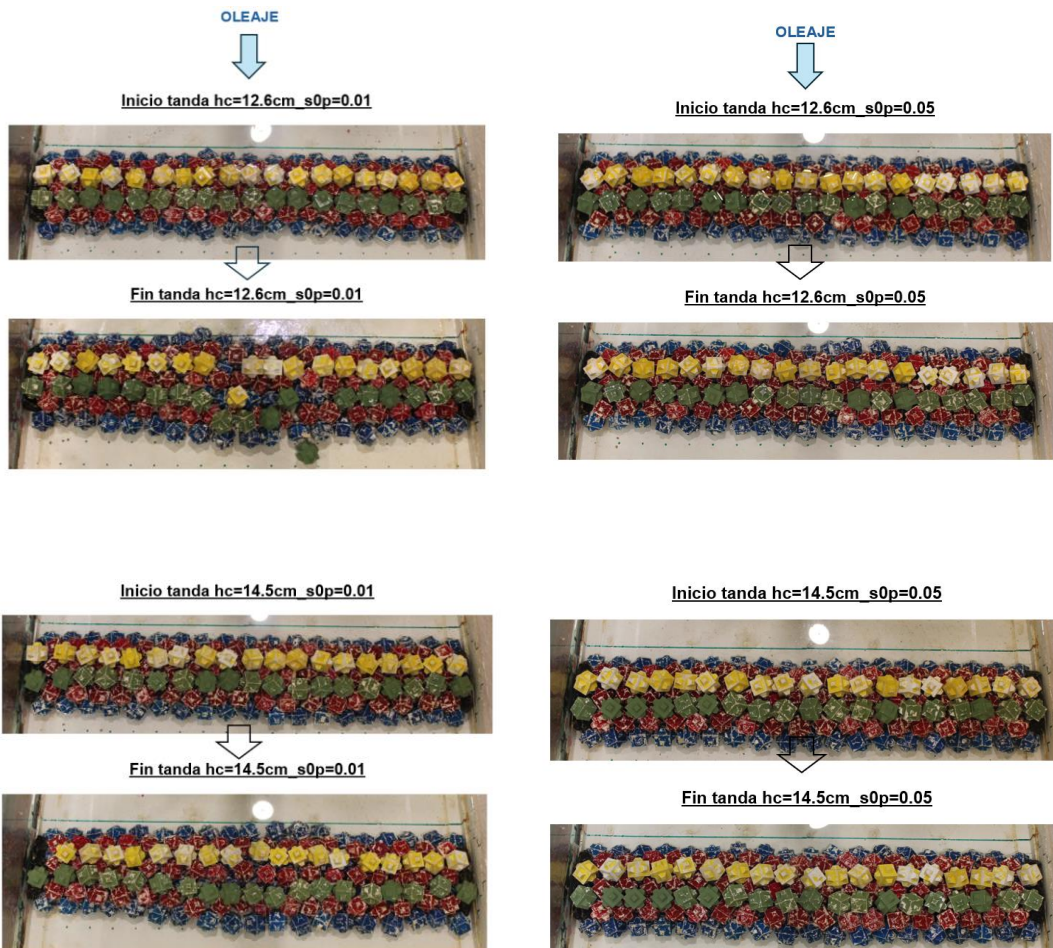 OLEAJE
Inicio tanda hc=12.6cm_s0p=0.01
Fin tanda hc=12.6cm_s0p=0.01
OLEAJE
Inicio tanda hc=12.6cm_s0p=0.05
Fin tanda hc=12.6cm_s0p=0.05
Inicio tanda hc=14.5cm_s0p=0.01
Fin tanda hc=14.5cm_s0p=0.01
Inicio tanda hc=14.5cm_s0p=0.05
Fin tanda hc=14.5cm_s0p=0.05